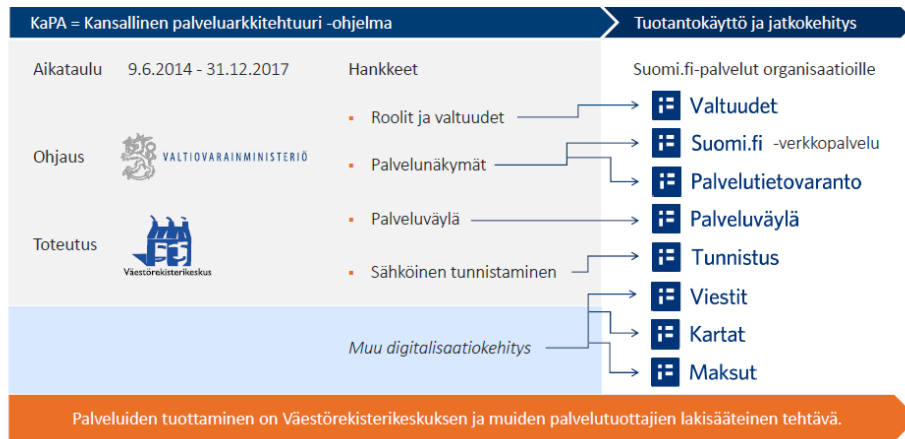 KaPA = Kansallinen palveluarkkitehtuuri -ohjelma
Tuotantokäyttö ja jatkokehitys
Aikataulu 9.6.2014 - 31.12.2017
Hankkeet
Suomi.fi-palvelut organisaatioille
▪ Roolit ja valtuudet
Valtuudet
Ohjaus
VALTIOVARAINMINISTERIÖ
▪ Palvelunäkymät
Suomi.fi -verkkopalvelu
Palvelutietovaranto
▪ Palveluväylä
Palveluväylä
Toteutus
Väestörekisterikeskus
▪ Sähköinen tunnistaminen
Tunnistus
Viestit
Muu digitalisaatiokehitys
Kartat
Maksut
Palveluiden tuottaminen on Väestörekisterikeskuksen ja muiden palvelutuottajien lakisääteinen tehtävä.